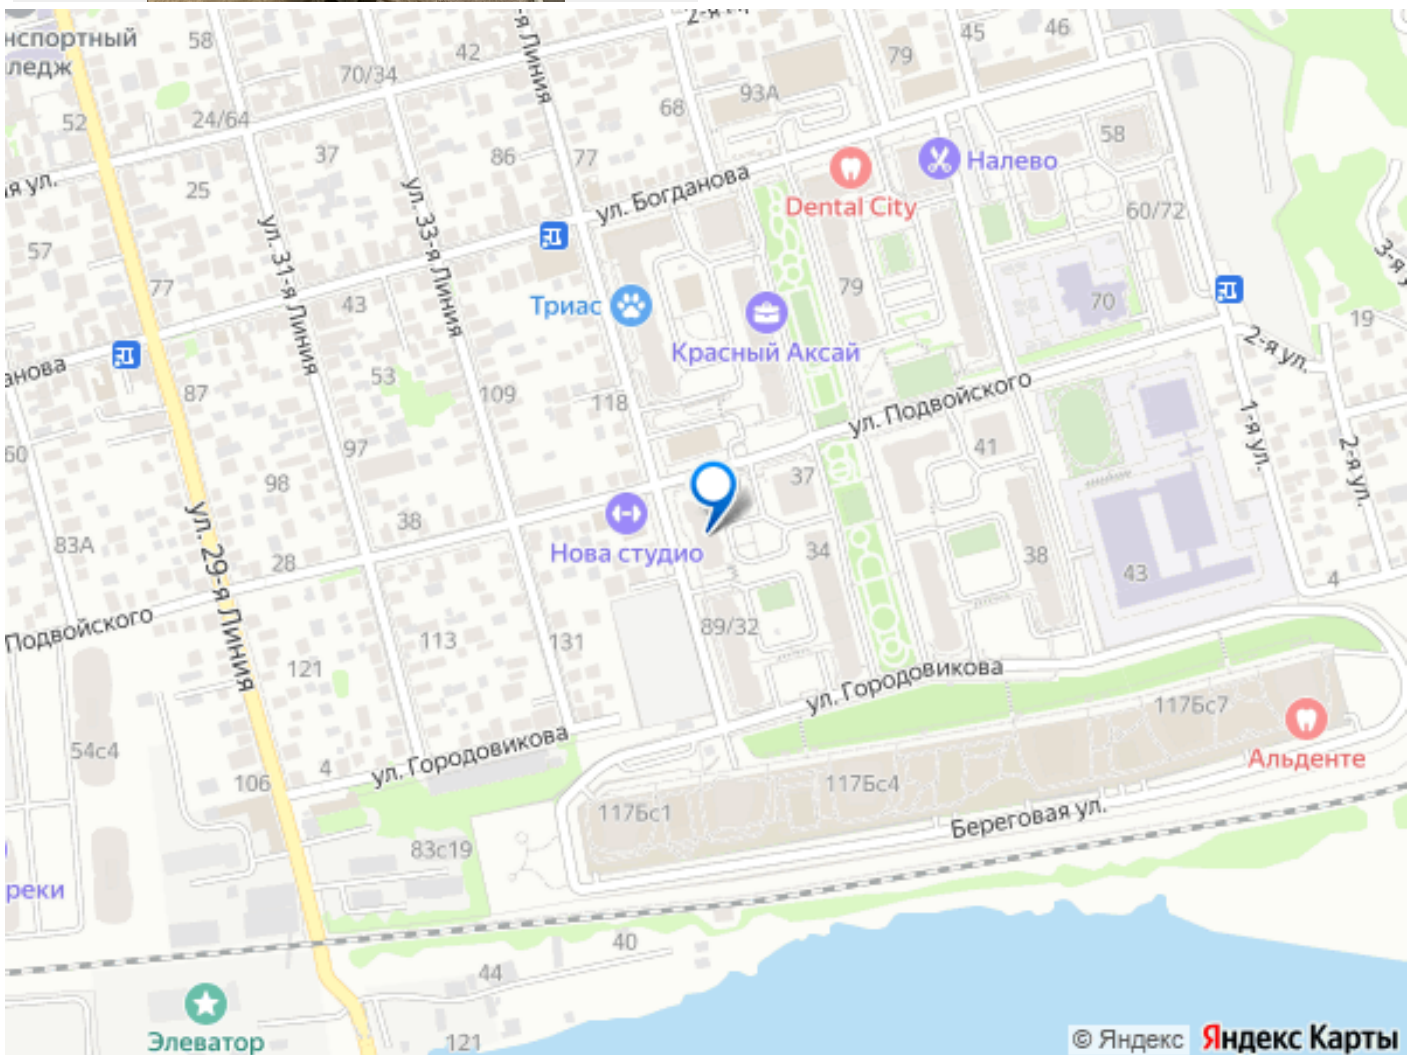 нспортный
ледж
58
42
я Линия
2-я
45
46
79
70/34
93А
68
52
24/64
37
86
77
58
Налево
ул. Богданова
Dental City
я ул.
25
ул. 33-я Линия
60/72
57
ул. 31-я Линия
3-я
77
43
Триас
79
70
19
Красный Аксай
2-я ул.
анова
53
87
109
118
ул. Подвойского
1-я ул.
60
97
41
2-я ул.
98
37
ул. 29-я Линия
38
Нова студио
83А
28
34
38
43
4
Подвойского
113
131
89/32
121
ул. Городовикова
117Бс7
54с4
ул. Городовикова
4
106
117Бс4
Альденте
117Бс1
Береговая ул.
83с19
реки
40
44
Элеватор
121
© Яндекс
Яндекс Карты